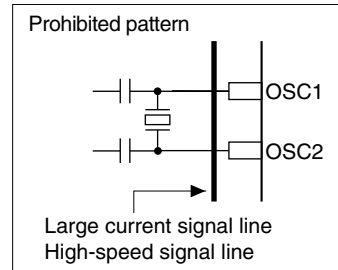 Prohibited pattern
OSC1
OSC2
Large current signal line
High-speed signal line